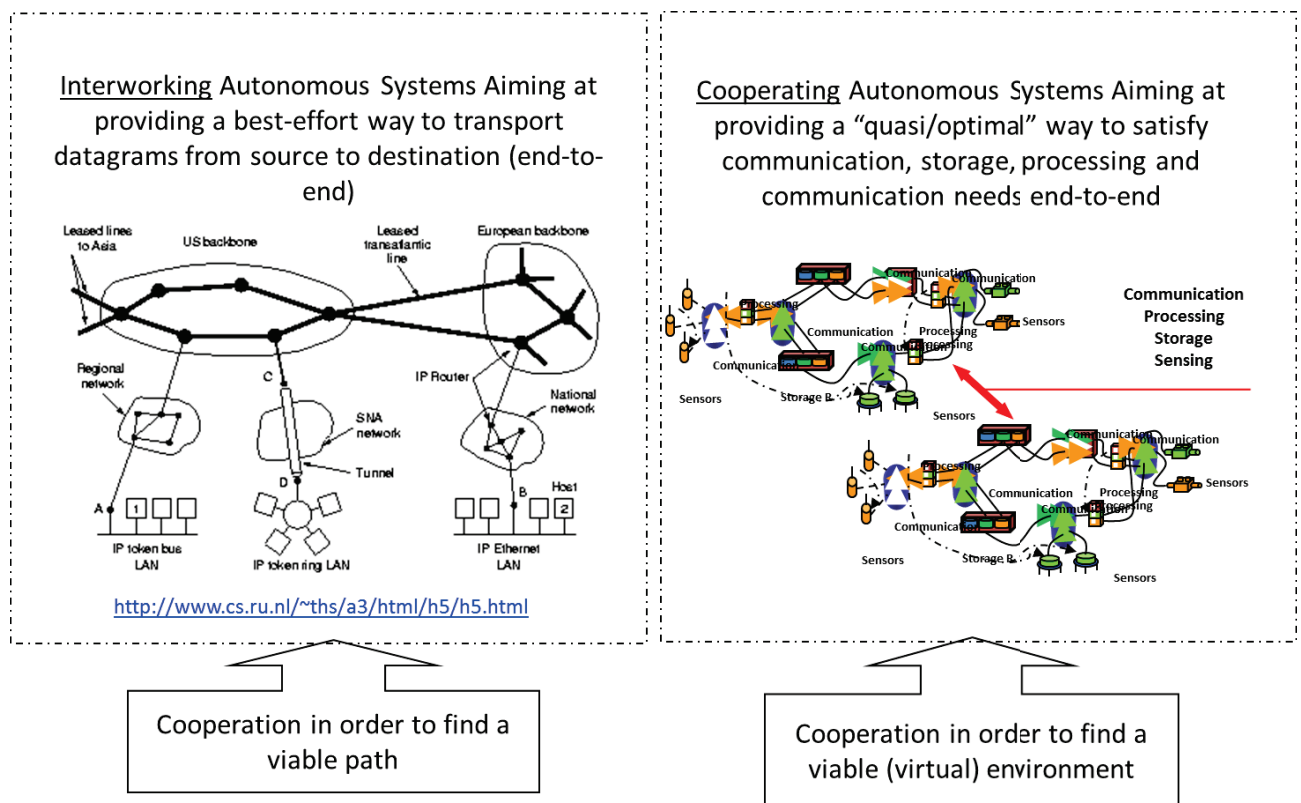 Interworking Autonomous Systems Aiming at
providing a best-effort way to transport
datagrams from source to destination (end-to-
end)
Leased lines
to Asia
US backbone
Leased
transatlantic
line
European backbone
Regional
network
C
SNA
network
Tunnel
D
IP Router
National
network
A
1
B
Host
2
IP token bus
LAN
IP token ring LAN
IP Ethernet
LAN
http://www.cs.ru.nl/~ths/a3/html/h5/h5.html
Cooperation in order to find a
viable path
Cooperating Autonomous Systems Aiming at
providing a “quasi/optimal” way to satisfy
communication, storage, processing and
communication needs end-to-end
Communication
Communication
Processing
Communication
Processing
Processing
Communication
Communication
Sensors
Sensors
Storage R.
Sensors
Communication
Processing
Storage
Sensing
Communication
Communication
Processing
Communication
Processing
Processing
Communication
Communication
Sensors
Sensors
Storage R.
Sensors
Cooperation in order to find a
viable (virtual) environment